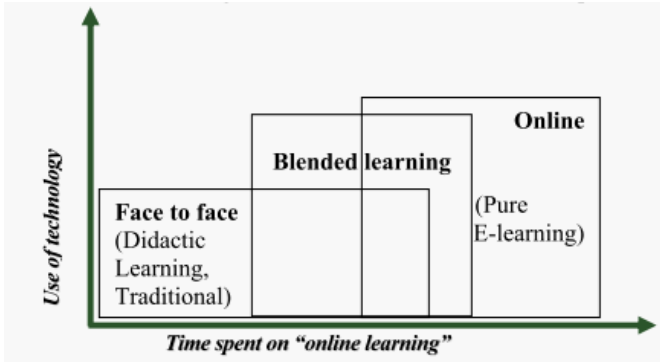 Online
Blended learning
Face to face
(Didactic
Learning,
Traditional)
(Pure
E-learning)
Use of technology
Time spent on “online learning”